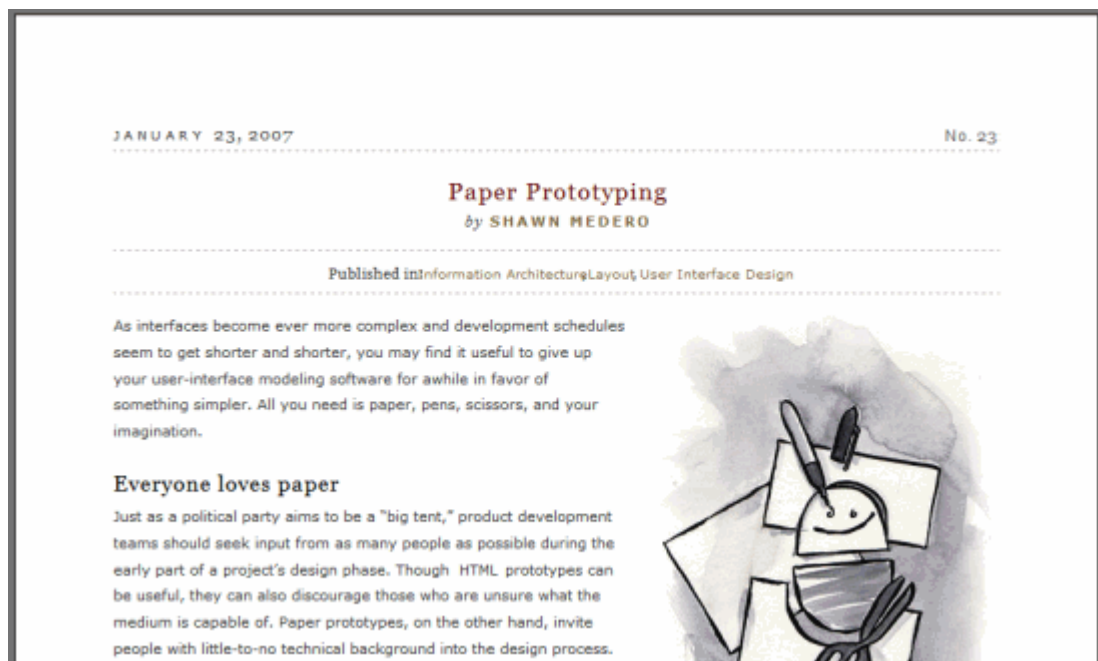 JANUARY 23, 2007
No. 23
Paper Prototyping
by SHAWN MEDERO
Published in:Information Architecture, Layout, User Interface Design
As interfaces become ever more complex and development schedules
seem to get shorter and shorter, you may find it useful to give up
your user-interface modeling software for awhile in favor of
something simpler. All you need is paper, pens, scissors, and your
imagination.
Everyone loves paper
Just as a political party aims to be a “big tent,” product development
teams should seek input from as many people as possible during the
early part of a project’s design phase. Though HTML prototypes can
be useful, they can also discourage those who are unsure what the
medium is capable of. Paper prototypes, on the other hand, invite
people with little-to-no technical background into the design process.